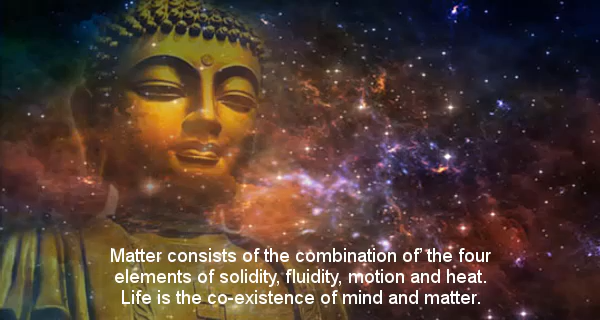 Matter consists of the combination of the four
elements of solidity, fluidity, motion and heat.
Life is the co-existence of mind and matter.